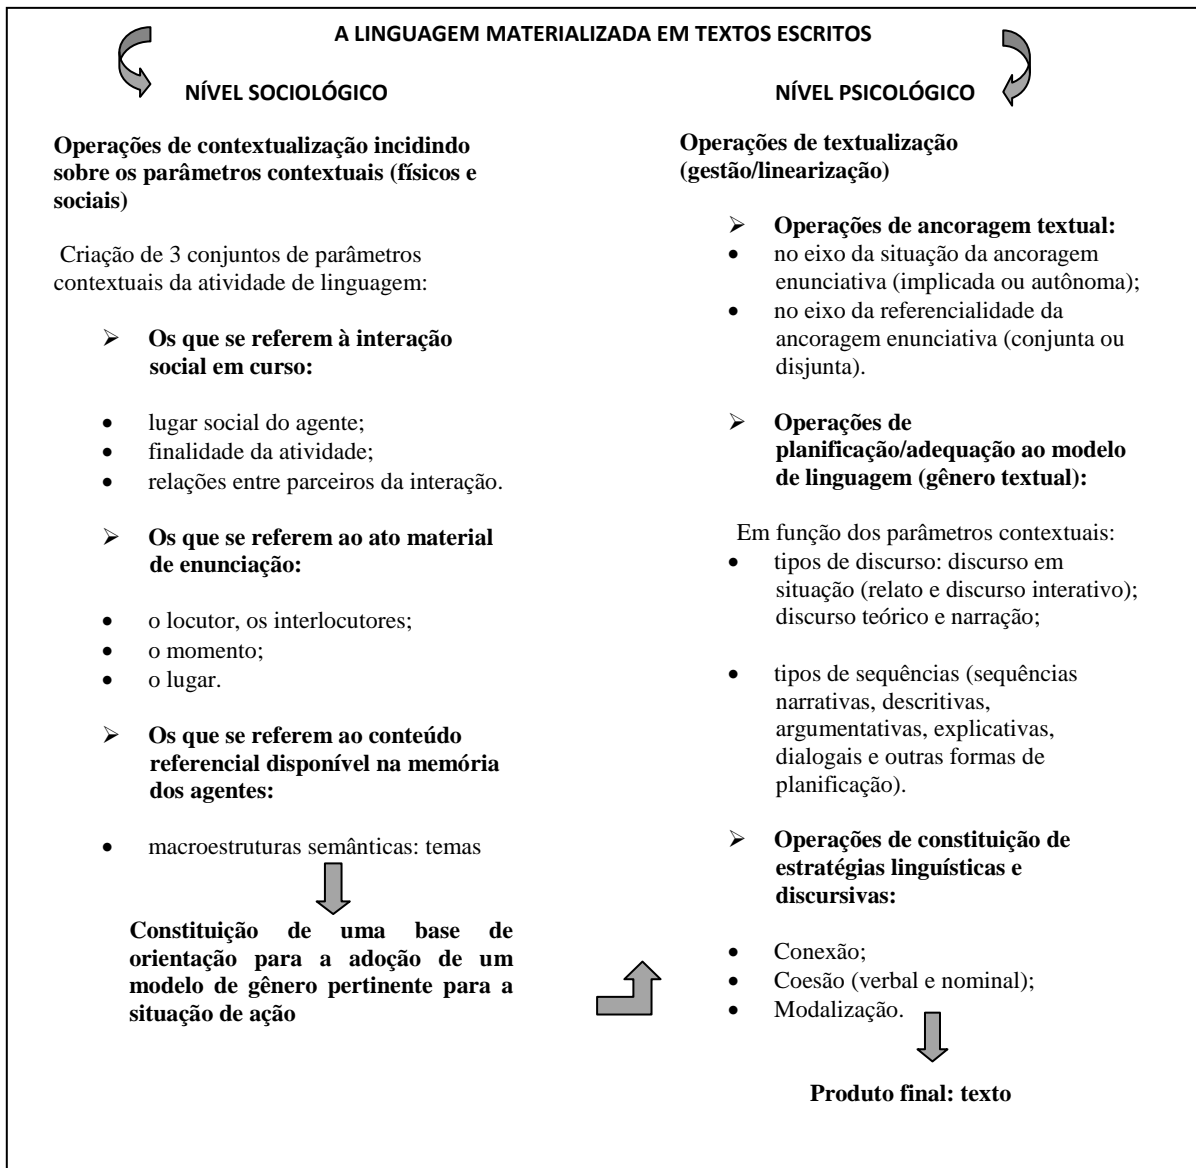 A LINGUAGEM MATERIALIZADA EM TEXTOS ESCRITOS
NÍVEL SOCIOLÓGICO
Operações de contextualização incidindo
sobre os parâmetros contextuais (físicos e
sociais)
Criação de 3 conjuntos de parâmetros
contextuais da atividade de linguagem:
➢ Os que se referem à interação
social em curso:
• lugar social do agente;
• finalidade da atividade;
• relações entre parceiros da interação.
➢ Os que se referem ao ato material
de enunciação:
• o locutor, os interlocutores;
• o momento;
• o lugar.
➢ Os que se referem ao conteúdo
referencial disponível na memória
dos agentes:
• macroestruturas semânticas: temas
Constituição de uma base de
orientação para a adoção de um
modelo de gênero pertinente para a
situação de ação
NÍVEL PSICOLÓGICO
Operações de textualização
(gestão/linearização)
➢ Operações de ancoragem textual:
• no eixo da situação da ancoragem
enunciativa (implicada ou autônoma);
• no eixo da referencialidade da
ancoragem enunciativa (conjunta ou
disjunta).
➢ Operações de
planificação/adequação ao modelo
de linguagem (gênero textual):
Em função dos parâmetros contextuais:
• tipos de discurso: discurso em
situação (relato e discurso interativo);
discurso teórico e narração;
• tipos de sequências (sequências
narrativas, descritivas,
argumentativas, explicativas,
dialogais e outras formas de
planificação).
➢ Operações de constituição de
estratégias linguísticas e
discursivas:
• Conexão;
• Coesão (verbal e nominal);
• Modalização.
Produto final: texto